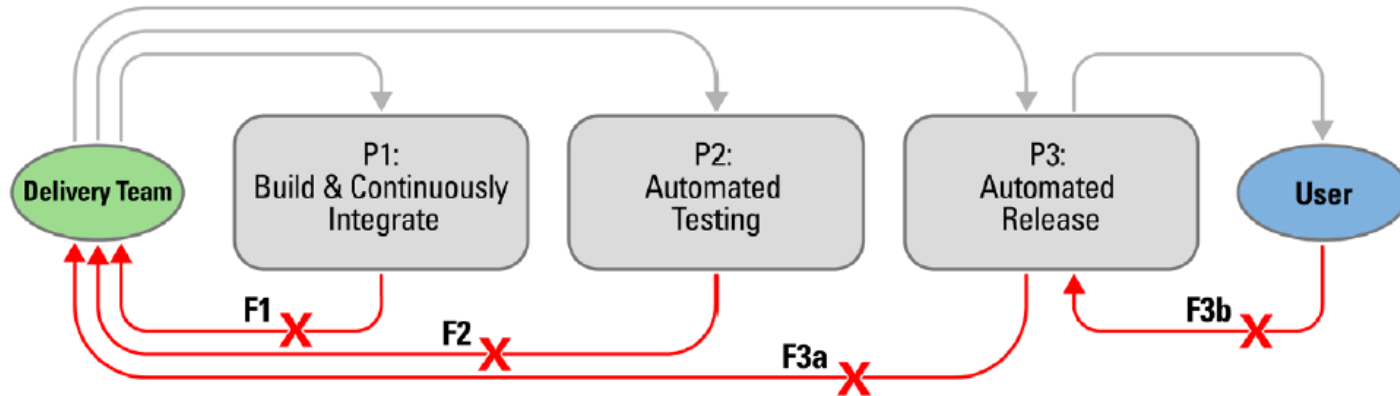 Delivery Team
P1:
Build & Continuously
Integrate
P2:
Automated
Testing
P3:
Automated
Release
User
F1
X
F2
X
F3a
X
F3b
X